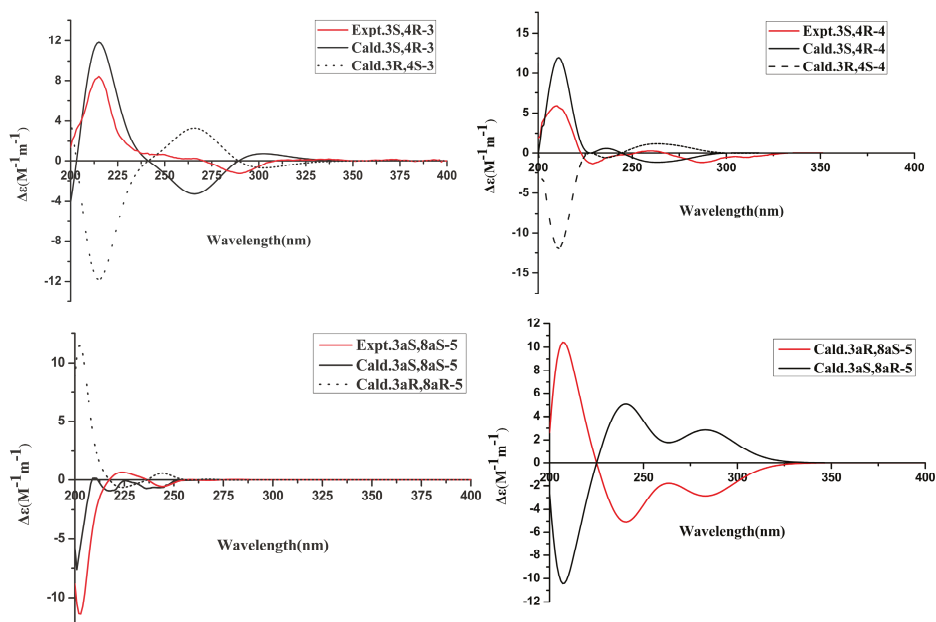 Expt.3S,4R-3
Cald.3S,4R-3
Cald.3R,4S-3
12
8
4
0
-4
-8
-12
200 225 250 275 300 325 350 375 400
Δε(M⁻¹m⁻¹)
Wavelength(nm)
Expt.3S,4R-4
Cald.3S,4R-4
Cald.3R,4S-4
15
10
5
0
-5
-10
-15
200 250 300 350 400
Δε(M⁻¹m⁻¹)
Wavelength(nm)
Expt.3aS,8aS-5
Cald.3aS,8aS-5
Cald.3aR,8aR-5
10
5
0
-5
-10
200 225 250 275 300 325 350 375 400
Δε(M⁻¹m⁻¹)
Wavelength(nm)
Cald.3aR,8aS-5
Cald.3aS,8aR-5
12
10
8
6
4
2
0
-2
-4
-6
-8
-10
-12
200 250 300 350 400
Δε(M⁻¹m⁻¹)
Wavelength(nm)